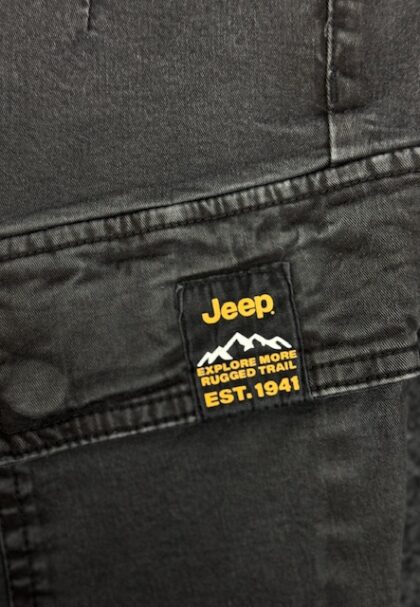 Jeep
EXPLORE MORE
RUGGED TRAIL
EST. 1941